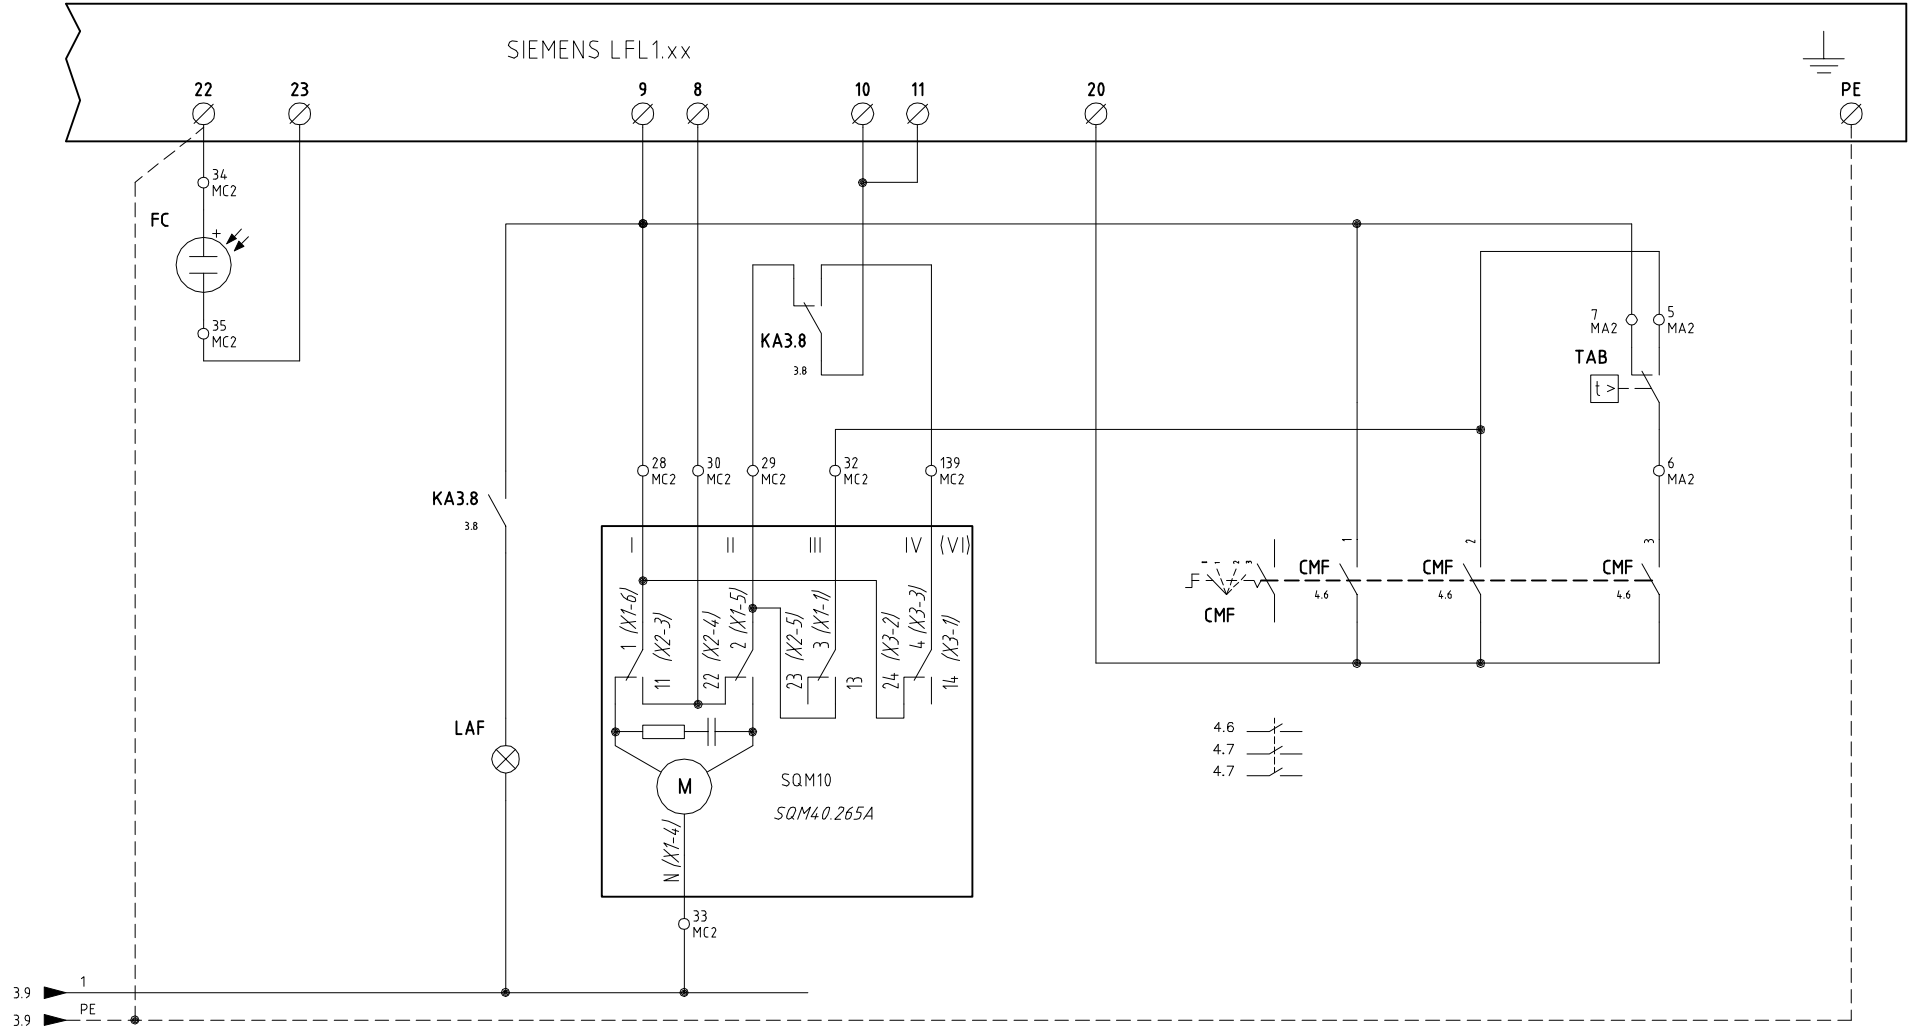 SIEMENS LFL1.xx
22 23 9 8 10 11 20 PE
34
MC2
FC
+
35
MC2
KA3.8
3.8
7
MA2
5
MA2
TAB
t >
28
MC2
30
MC2
29
MC2
32
MC2
139
MC2
6
MA2
KA3.8
3.8
I II III IV (VI)
1 (X1-6)
11 (X2-3)
22 (X2-4)
2 (X1-5)
23 (X2-5)
3 (X1-1)
13
24 (X3-2)
4 (X3-3)
14 (X3-1)
1 2 3
1 2 3
CMF
CMF
4.6
CMF
4.6
CMF
4.6
LAF
M
SQM10
SQM40.265A
N (X1-4)
4.6
4.7
4.7
33
MC2
3.9 1
3.9 PE